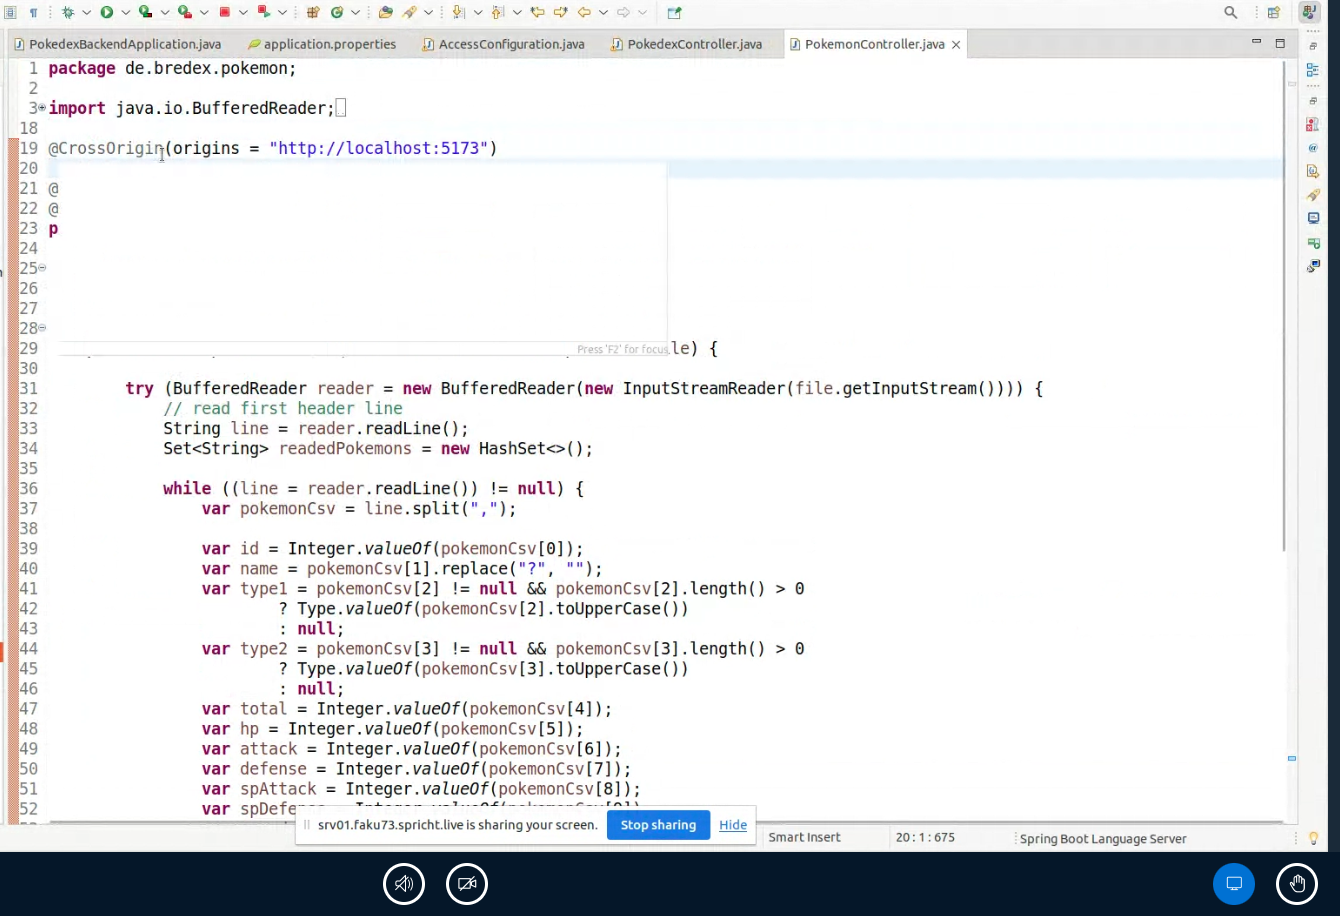 PokedexBackendApplication.java
application.properties
AccessConfiguration.java
PokedexController.java
PokemonController.java
1 package de.bredex.pokemon;
2
3 import java.io.BufferedReader;
18
19 @CrossOrigin(origins = "http://localhost:5173")
20
21 @
22 @
23 p
24
25
26
27
28
29 le) {
Press 'F2' for focus
30
31 try (BufferedReader reader = new BufferedReader(new InputStreamReader(file.getInputStream()))) {
32 // read first header line
33 String line = reader.readLine();
34 Set<String> readedPokemons = new HashSet<>();
35
36 while ((line = reader.readLine()) != null) {
37 var pokemonCsv = line.split(",");
38
39 var id = Integer.valueOf(pokemonCsv[0]);
40 var name = pokemonCsv[1].replace("?", "");
41 var type1 = pokemonCsv[2] != null && pokemonCsv[2].length() > 0
42 ? Type.valueOf(pokemonCsv[2].toUpperCase())
43 : null;
44 var type2 = pokemonCsv[3] != null && pokemonCsv[3].length() > 0
45 ? Type.valueOf(pokemonCsv[3].toUpperCase())
46 : null;
47 var total = Integer.valueOf(pokemonCsv[4]);
48 var hp = Integer.valueOf(pokemonCsv[5]);
49 var attack = Integer.valueOf(pokemonCsv[6]);
50 var defense = Integer.valueOf(pokemonCsv[7]);
51 var spAttack = Integer.valueOf(pokemonCsv[8]);
52 var spDefe
srv01.faku73.spricht.live is sharing your screen.
Stop sharing
Hide
Smart Insert
20 : 1 : 675
Spring Boot Language Server